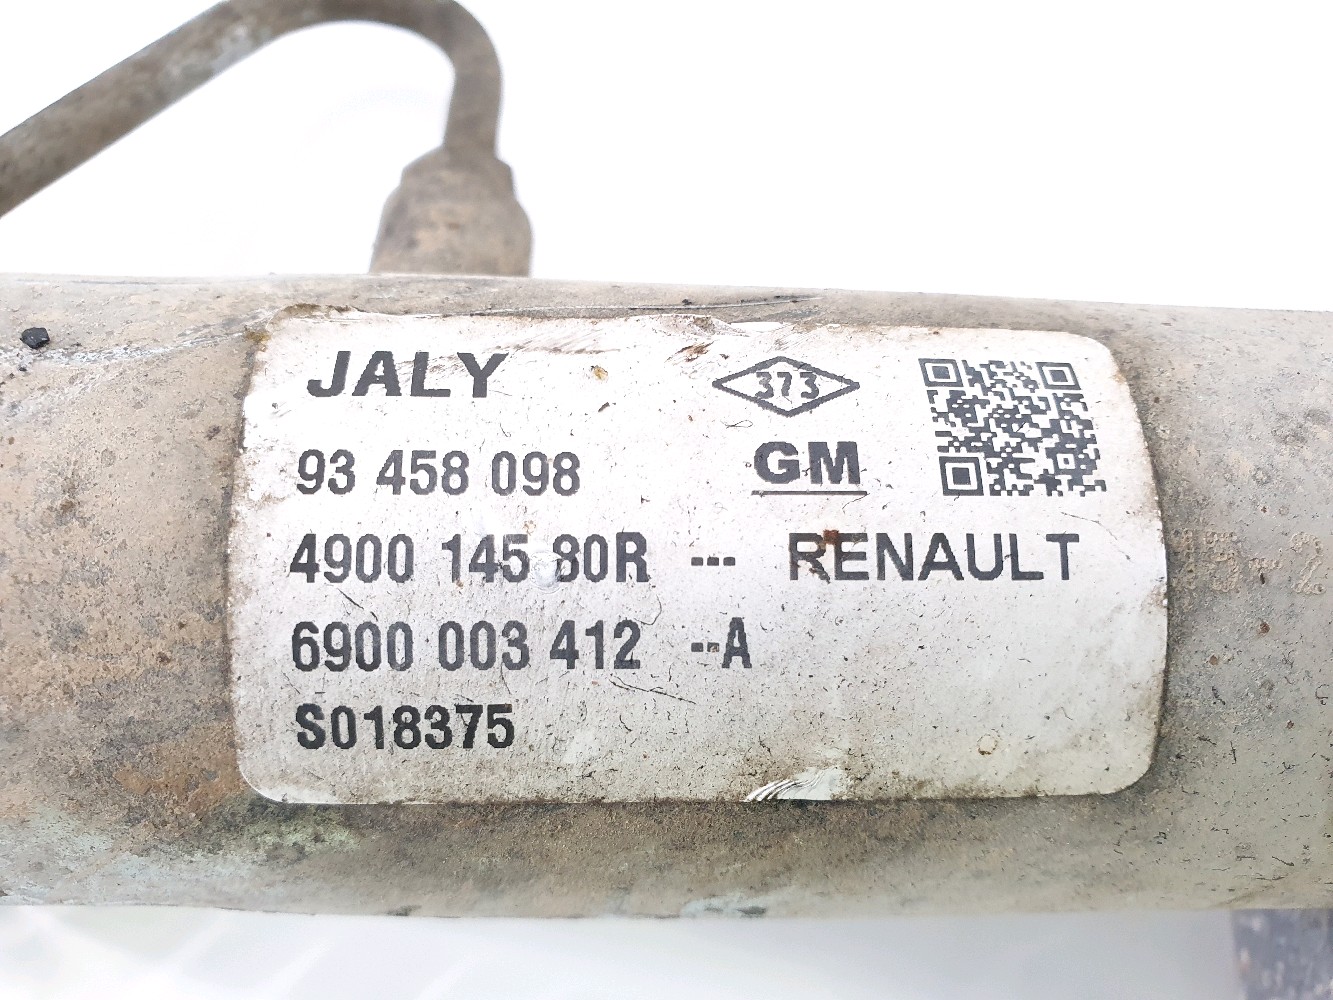 JALY
373
93 458 098 GM
4900 145 80R --- RENAULT
6900 003 412 --A
S018375